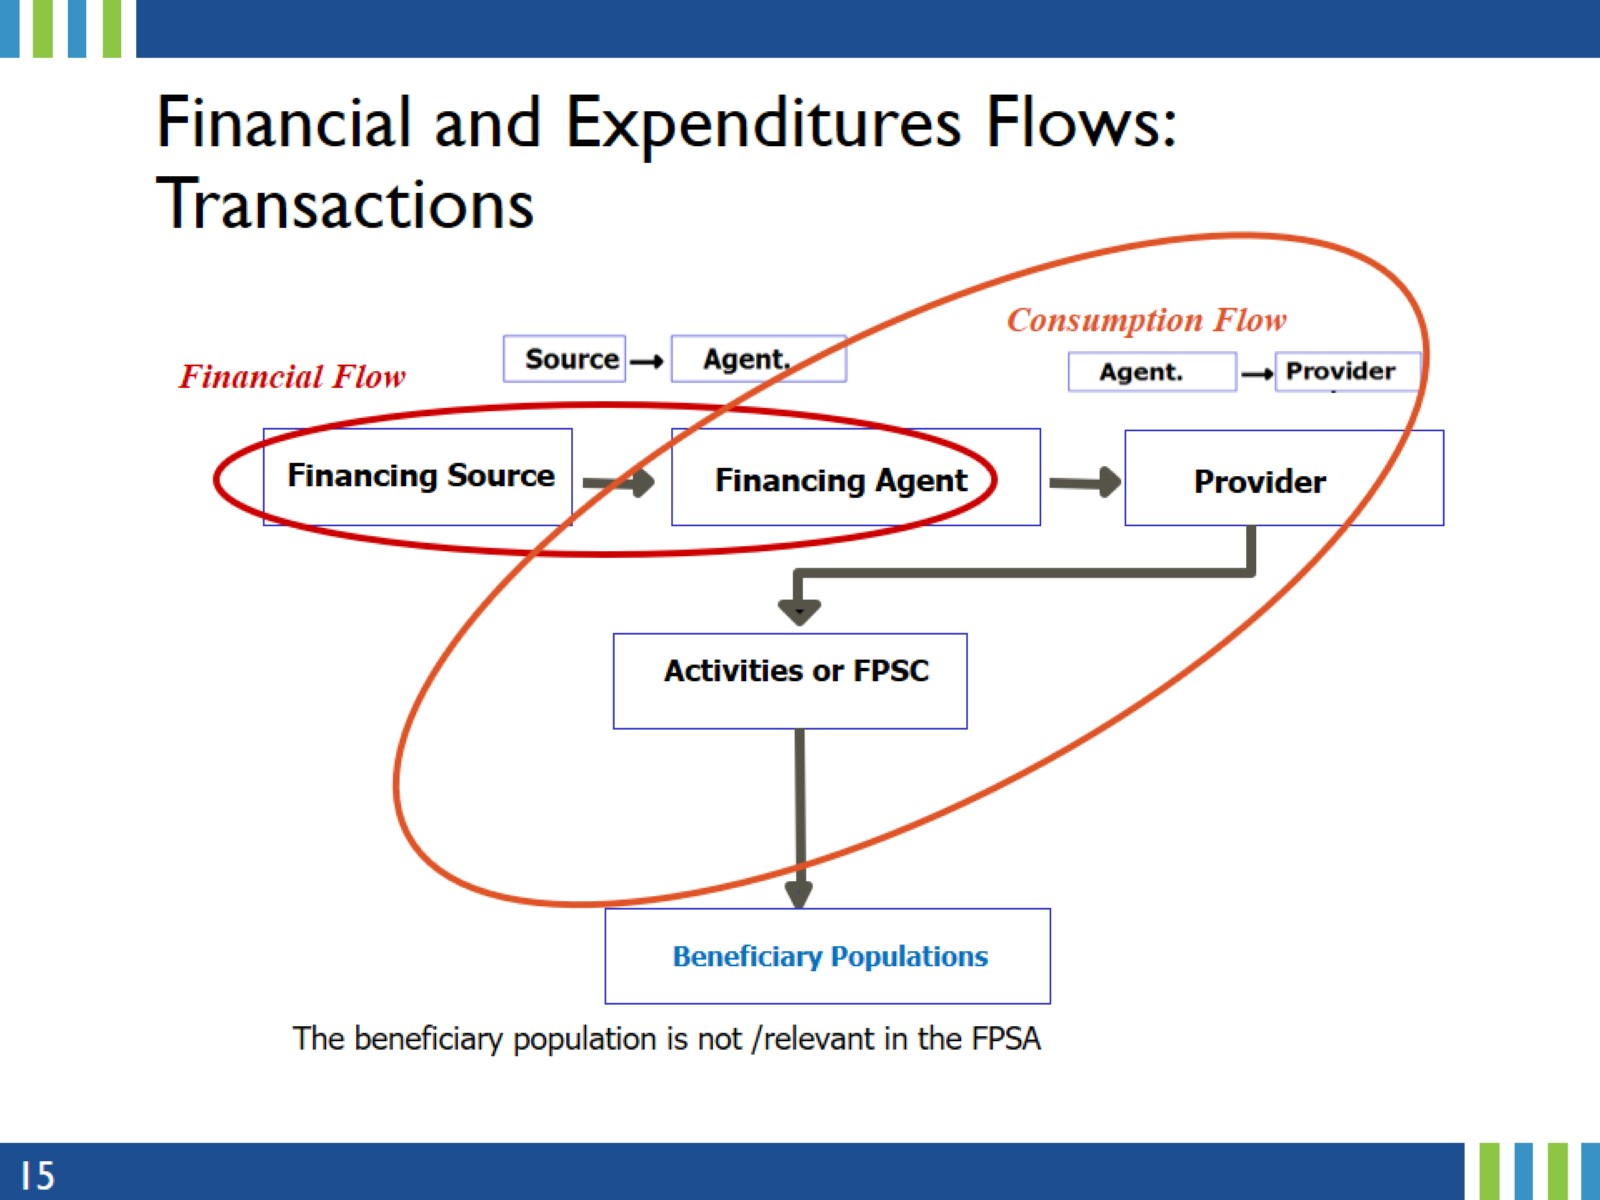 Financial and Expenditures Flows:
Transactions
Consumption Flow
Source
Agent.
Financial Flow
Agent.
Provider
Financing Source
Financing Agent
Provider
Activities or FPSC
Beneficiary Populations
The beneficiary population is not /relevant in the FPSA
15